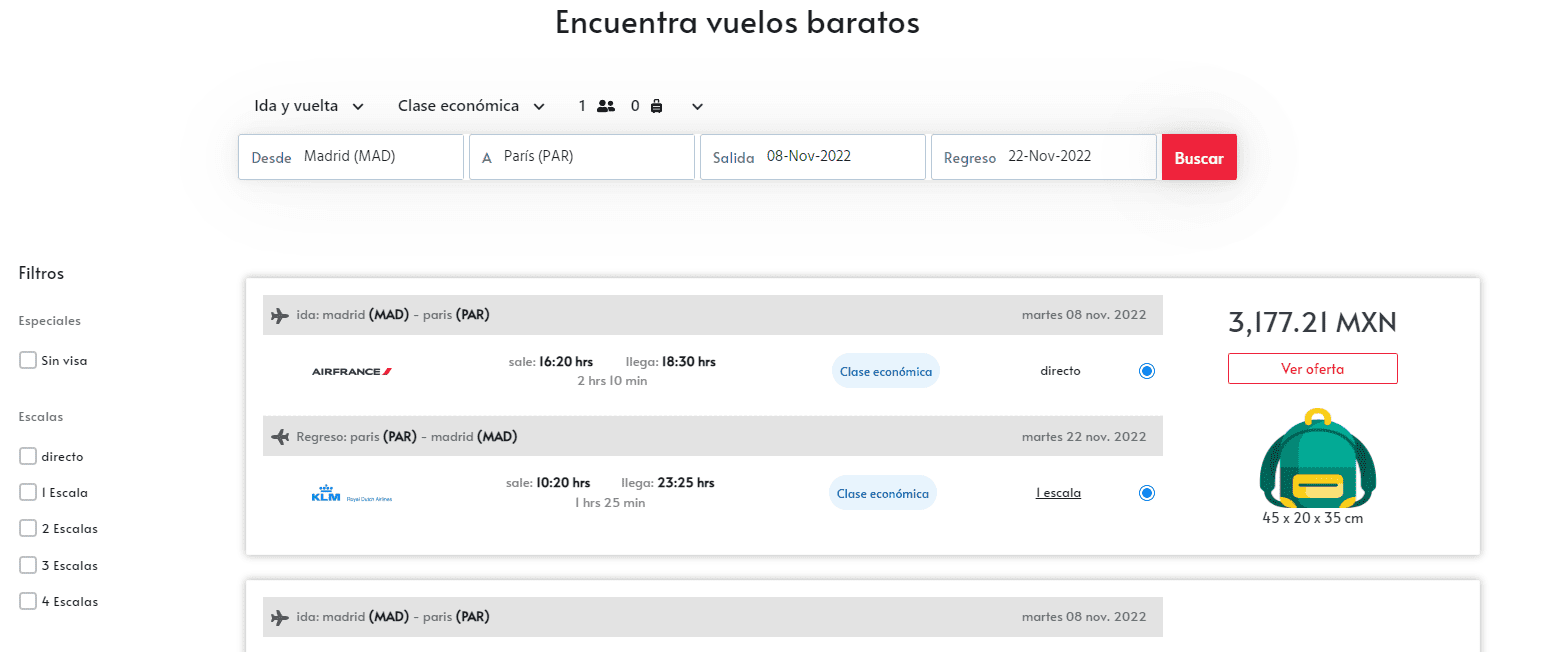 Encuentra vuelos baratos
Ida y vuelta Clase económica 1 0
Desde Madrid (MAD) A París (PAR) Salida 08-Nov-2022 Regreso 22-Nov-2022 Buscar
Filtros
Especiales
Sin visa
Escalas
directo
1 Escala
2 Escalas
3 Escalas
4 Escalas
ida: madrid (MAD) - paris (PAR) martes 08 nov. 2022
AIRFRANCE sale: 16:20 hrs llega: 18:30 hrs Clase económica directo
2 hrs 10 min
Regreso: paris (PAR) - madrid (MAD) martes 22 nov. 2022
KLM Royal Dutch Airlines sale: 10:20 hrs llega: 23:25 hrs Clase económica 1 escala
1 hrs 25 min
3,177.21 MXN
Ver oferta
45 x 20 x 35 cm
ida: madrid (MAD) - paris (PAR) martes 08 nov. 2022